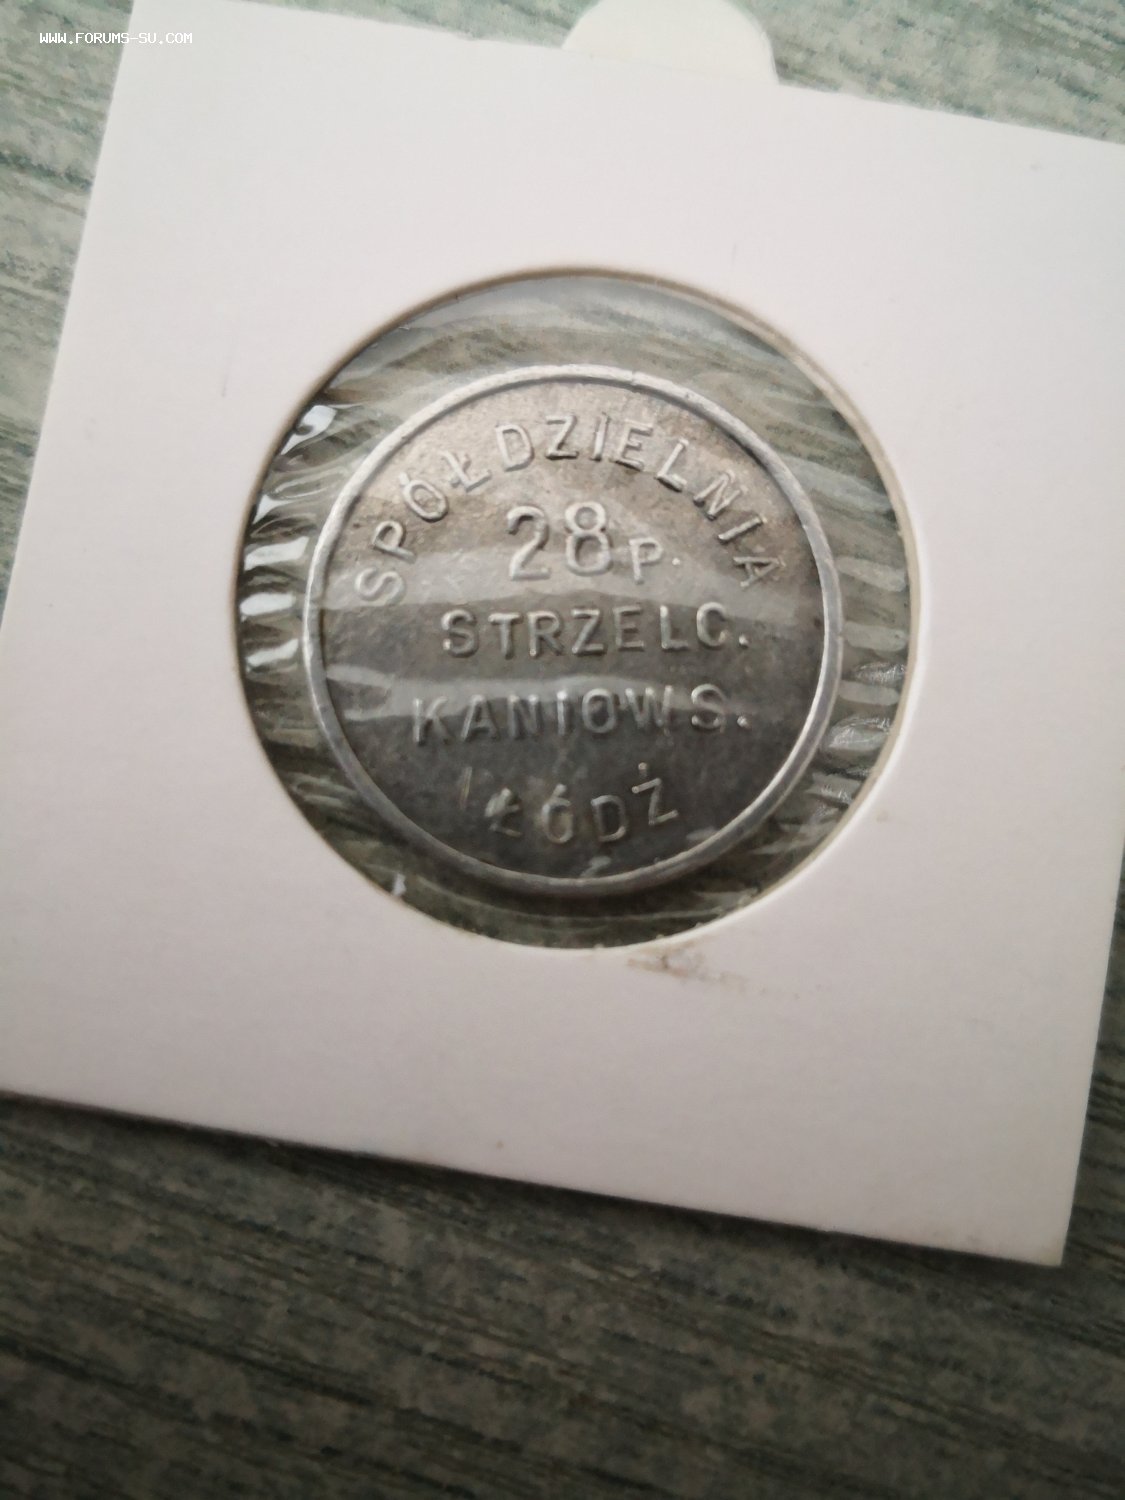 WWW.FORUMS-SU.COM
SPÓŁDZIELNIA
28 P.
STRZELC.
KANIOWS.
ŁÓDŹ